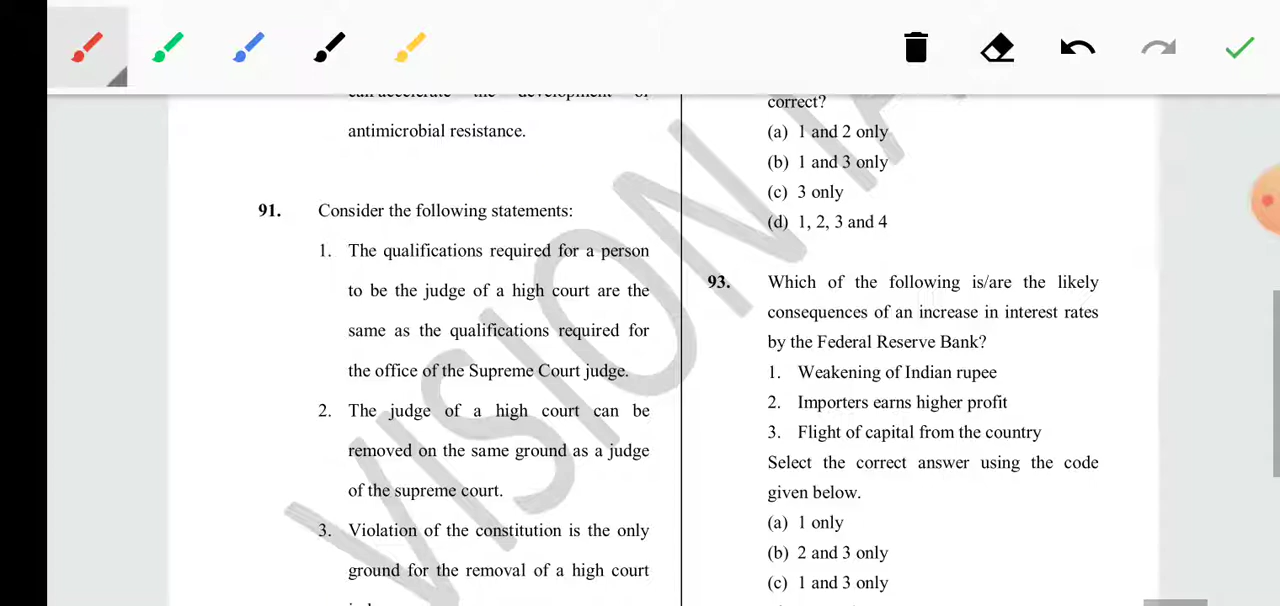 antimicrobial resistance.
91. Consider the following statements:
1. The qualifications required for a person
to be the judge of a high court are the
same as the qualifications required for
the office of the Supreme Court judge.
2. The judge of a high court can be
removed on the same ground as a judge
of the supreme court.
3. Violation of the constitution is the only
ground for the removal of a high court
correct?
(a) 1 and 2 only
(b) 1 and 3 only
(c) 3 only
(d) 1, 2, 3 and 4
93. Which of the following is/are the likely
consequences of an increase in interest rates
by the Federal Reserve Bank?
1. Weakening of Indian rupee
2. Importers earns higher profit
3. Flight of capital from the country
Select the correct answer using the code
given below.
(a) 1 only
(b) 2 and 3 only
(c) 1 and 3 only
VISION IA